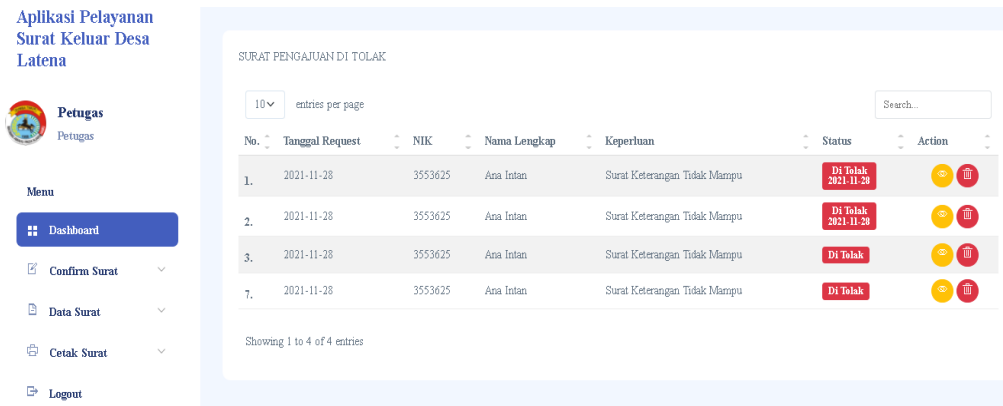 Aplikasi Pelayanan
Surat Keluar Desa
Latena
Petugas
Petugas
Menu
Dashboard
Confirm Surat
Data Surat
Cetak Surat
Logout
SURAT PENGAJUAN DI TOLAK
10 entries per page
Search...
No. Tanggal Request NIK Nama Lengkap Keperluan Status Action
1. 2021-11-28 3553625 Ana Intan Surat Keterangan Tidak Mampu Di Tolak
2021-11-28
2. 2021-11-28 3553625 Ana Intan Surat Keterangan Tidak Mampu Di Tolak
2021-11-28
3. 2021-11-28 3553625 Ana Intan Surat Keterangan Tidak Mampu Di Tolak
7. 2021-11-28 3553625 Ana Intan Surat Keterangan Tidak Mampu Di Tolak
Showing 1 to 4 of 4 entries